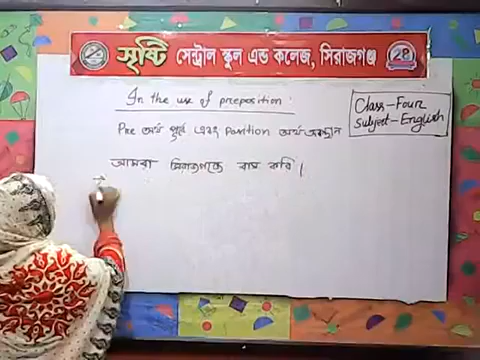 সৃষ্টি সেন্ট্রাল স্কুল এন্ড কলেজ, সিরাজগঞ্জ
In the use of preposition:
Class-Four
Subject-English
Pre অর্থ পূর্বে এবং Position অর্থ অবস্থান
আমরা সিরাজগঞ্জে বাস করি।